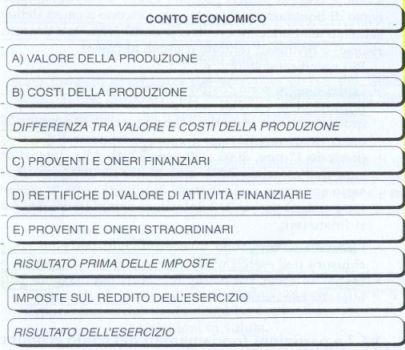 CONTO ECONOMICO
A) VALORE DELLA PRODUZIONE
B) COSTI DELLA PRODUZIONE
DIFFERENZA TRA VALORE E COSTI DELLA PRODUZIONE
C) PROVENTI E ONERI FINANZIARI
D) RETTIFICHE DI VALORE DI ATTIVITÀ FINANZIARIE
E) PROVENTI E ONERI STRAORDINARI
RISULTATO PRIMA DELLE IMPOSTE
IMPOSTE SUL REDDITO DELL'ESERCIZIO
RISULTATO DELL'ESERCIZIO